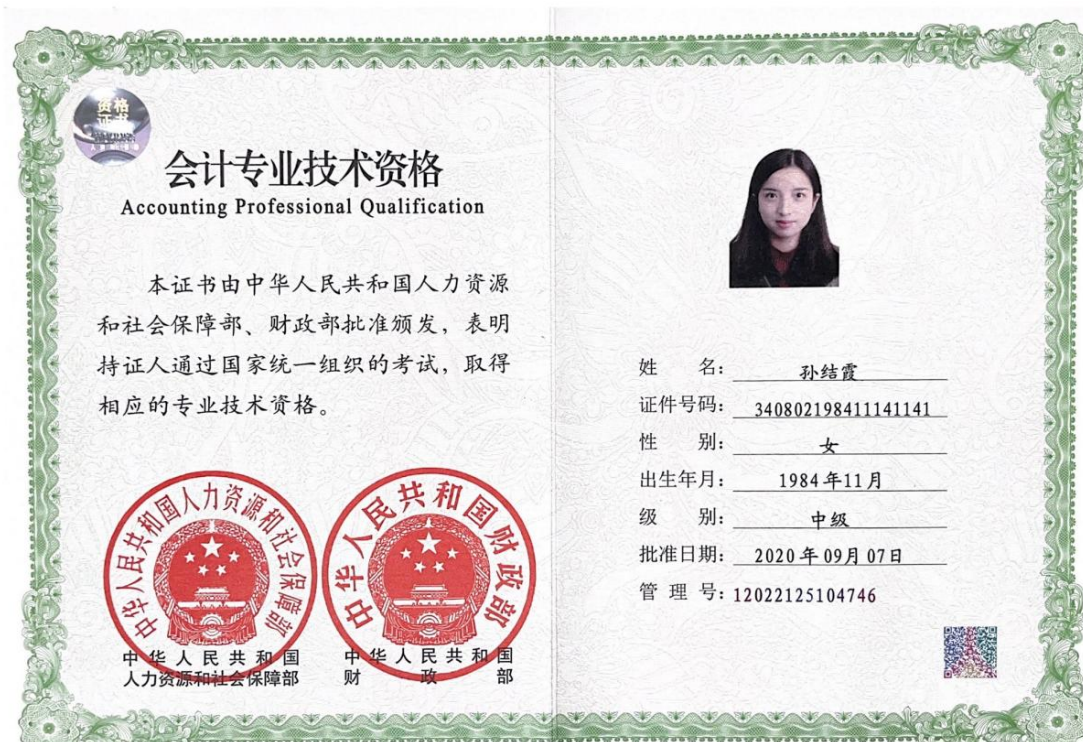 资格
证书
会计专业技术资格
Accounting Professional Qualification
本证书由中华人民共和国人力资源
和社会保障部、财政部批准颁发，表明
持证人通过国家统一组织的考试，取得
相应的专业技术资格。
中华人民共和国人力资源和社会保障部
中华人民共和国财政部
中华人民共和国
人力资源和社会保障部
中华人民共和国
财政部
姓名：孙结霞
证件号码：340802198411141141
性别：女
出生年月：1984年11月
级别：中级
批准日期：2020年09月07日
管理号：12022125104746